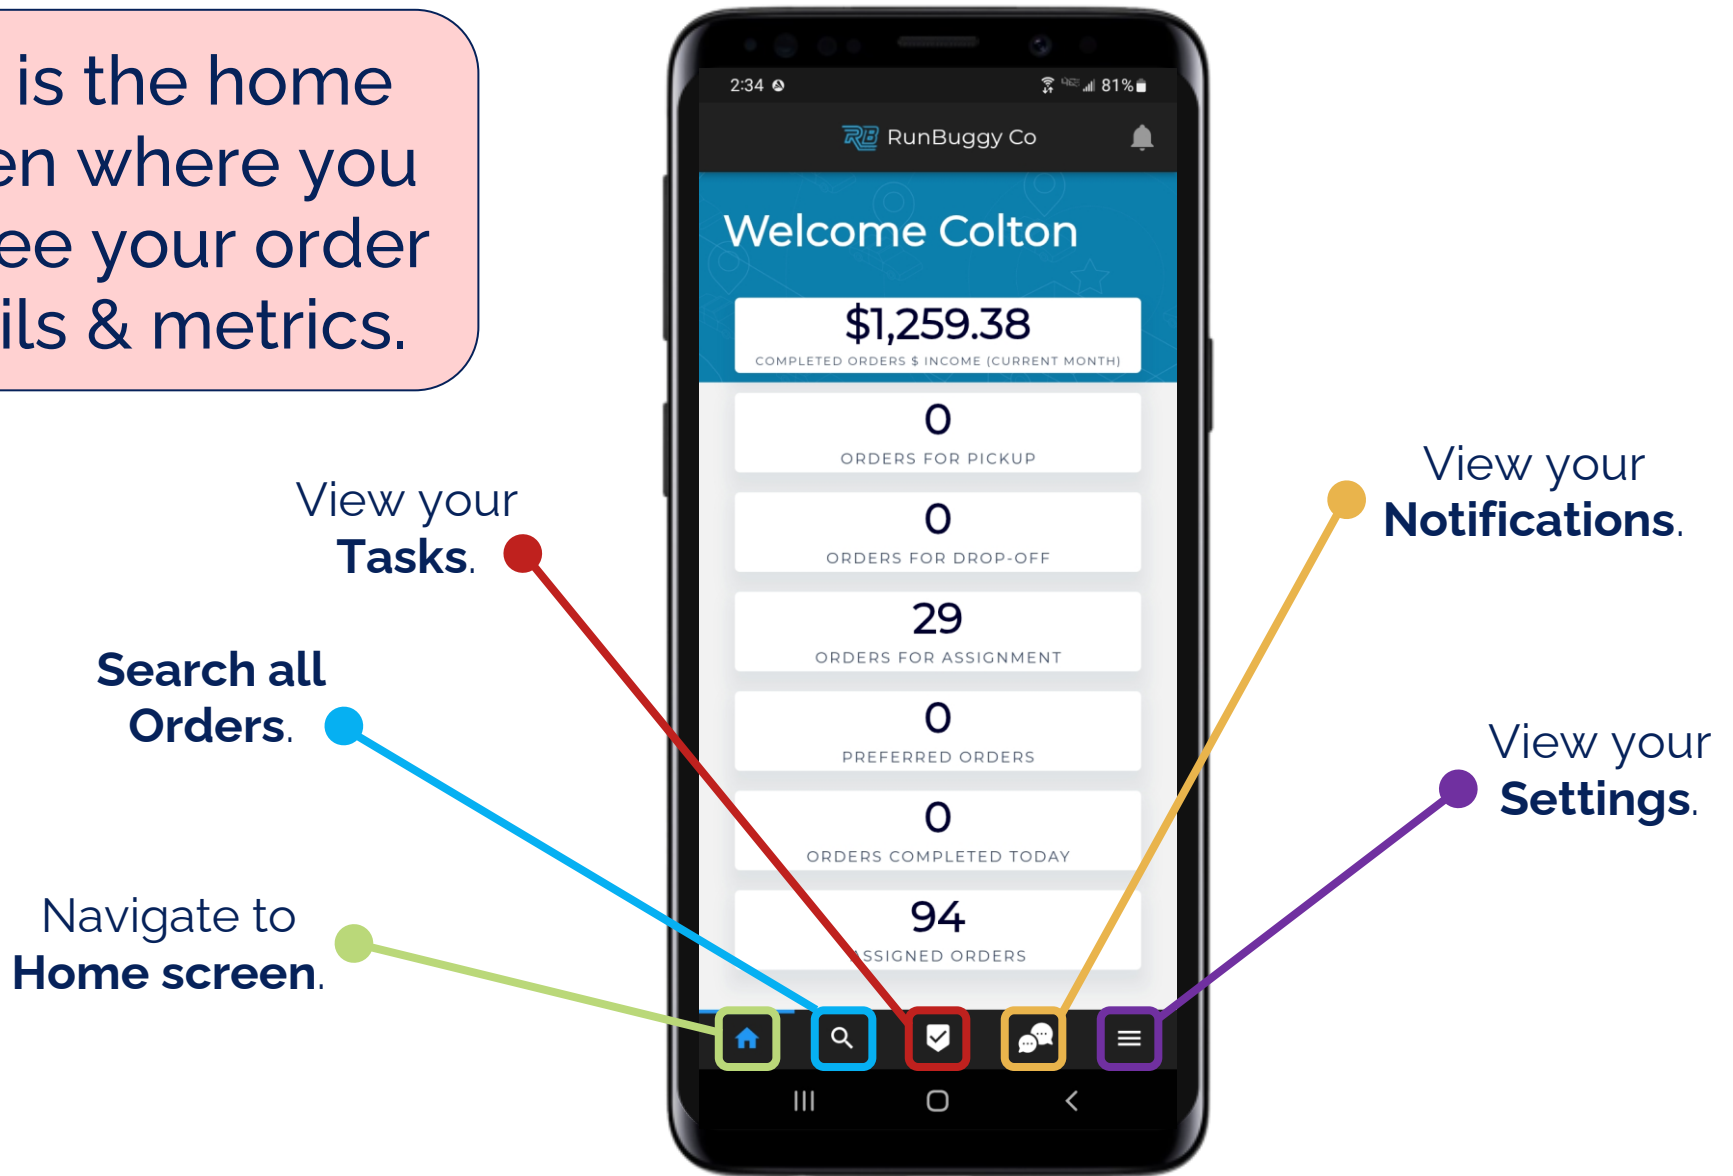 is the home
en where you
ee your order
ils & metrics.
2:34
81%
RB RunBuggy Co
Welcome Colton
$1,259.38
COMPLETED ORDERS $ INCOME (CURRENT MONTH)
0
ORDERS FOR PICKUP
0
ORDERS FOR DROP-OFF
29
ORDERS FOR ASSIGNMENT
0
PREFERRED ORDERS
0
ORDERS COMPLETED TODAY
94
ASSIGNED ORDERS
View your
Tasks.
Search all
Orders.
Navigate to
Home screen.
View your
Notifications.
View your
Settings.